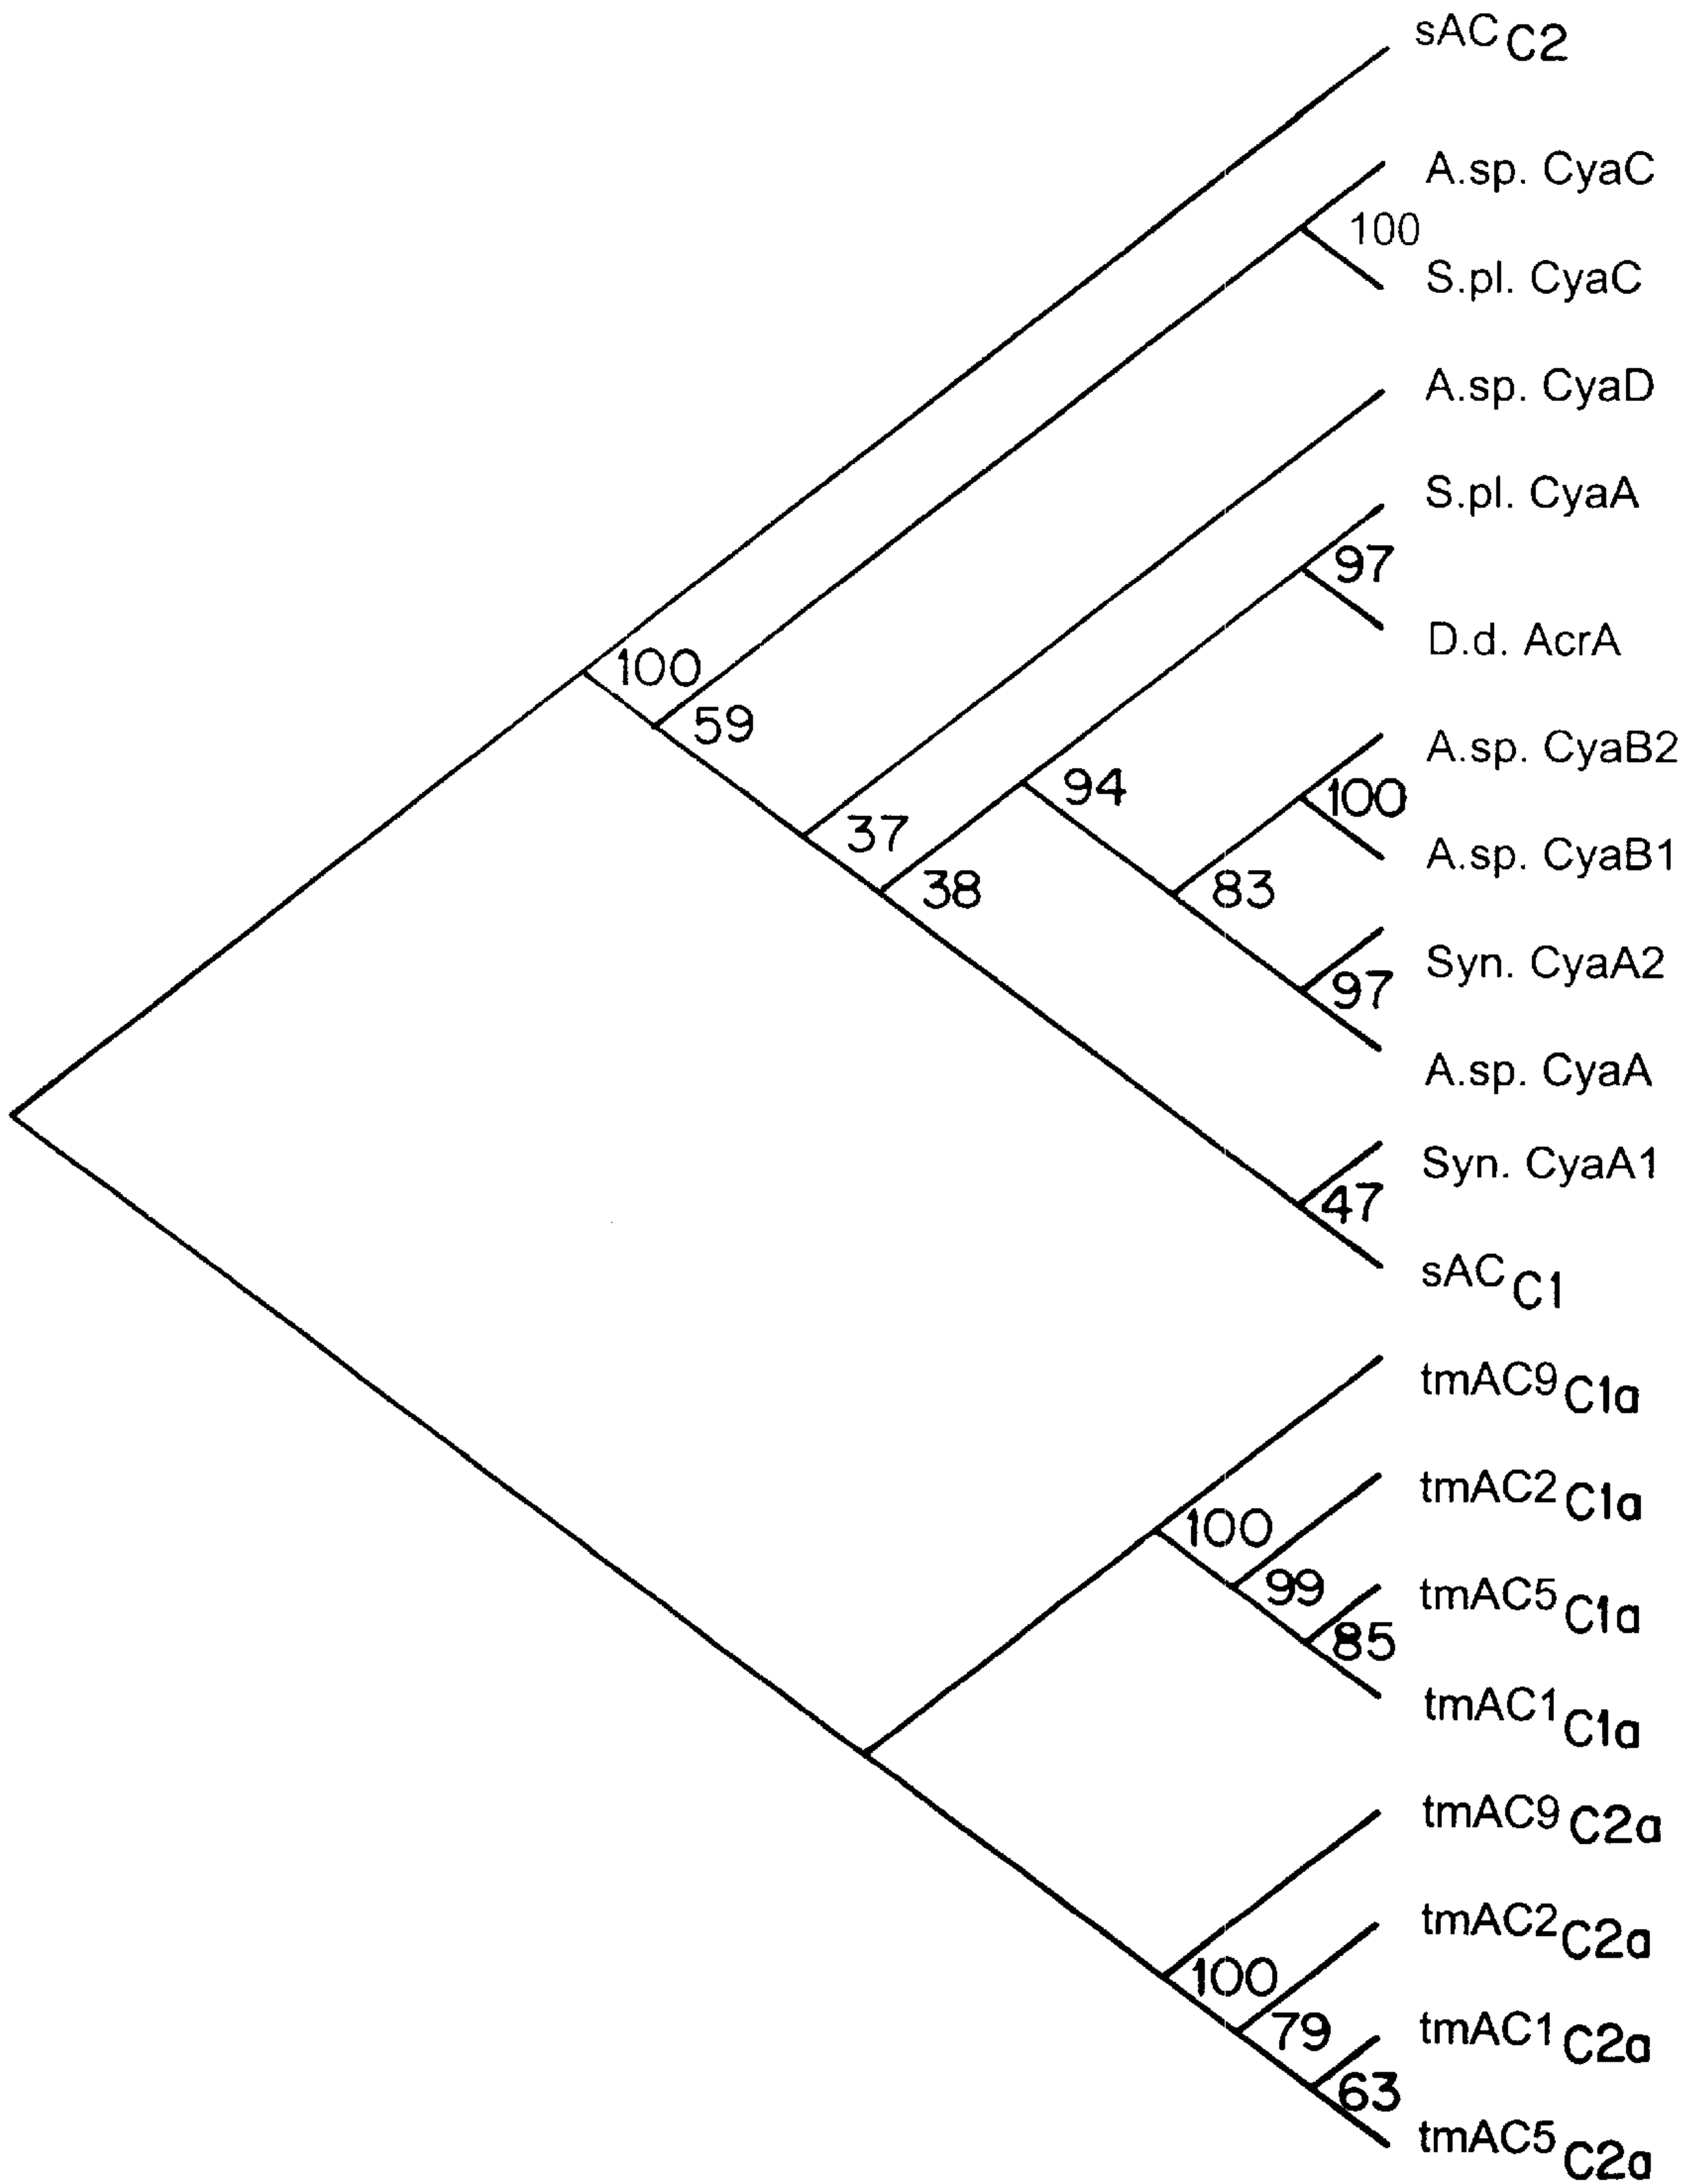 sAC C2
A.sp. CyaC
100
S.pl. CyaC
A.sp. CyaD
S.pl. CyaA
97
D.d. AcrA
100
59
A.sp. CyaB2
94
100
37
A.sp. CyaB1
38
83
Syn. CyaA2
97
A.sp. CyaA
Syn. CyaA1
47
sAC C1
tmAC9 C1a
tmAC2 C1a
100
99
tmAC5 C1a
85
tmAC1 C1a
tmAC9 C2a
tmAC2 C2a
100
79
tmAC1 C2a
63
tmAC5 C2a